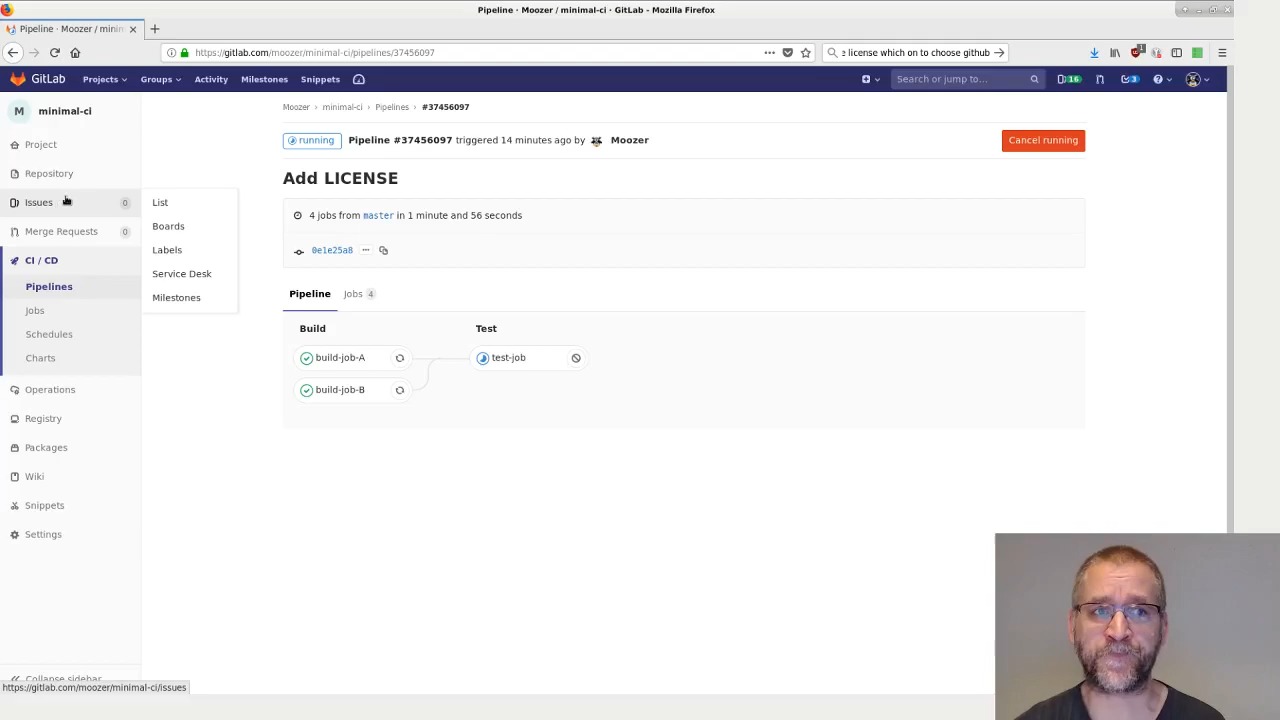 Pipeline · Moozer / minimal-ci · GitLab - Mozilla Firefox
Pipeline · Moozer / minim
https://gitlab.com/moozer/minimal-ci/pipelines/37456097
license which on to choose github
1
GitLab
Projects
Groups
Activity
Milestones
Snippets
Search or jump to...
16
3
M
minimal-ci
Moozer › minimal-ci › Pipelines › #37456097
Project
running
Pipeline #37456097 triggered 14 minutes ago by Moozer
Cancel running
Repository
Add LICENSE
Issues
0
List
Boards
Labels
Service Desk
Milestones
4 jobs from master in 1 minute and 56 seconds
Merge Requests
0
0e1e25a8
CI / CD
Pipelines
Jobs
Schedules
Charts
Pipeline
Jobs 4
Build
Test
build-job-A
test-job
build-job-B
Operations
Registry
Packages
Wiki
Snippets
Settings
Collapse sidebar
https://gitlab.com/moozer/minimal-ci/issues